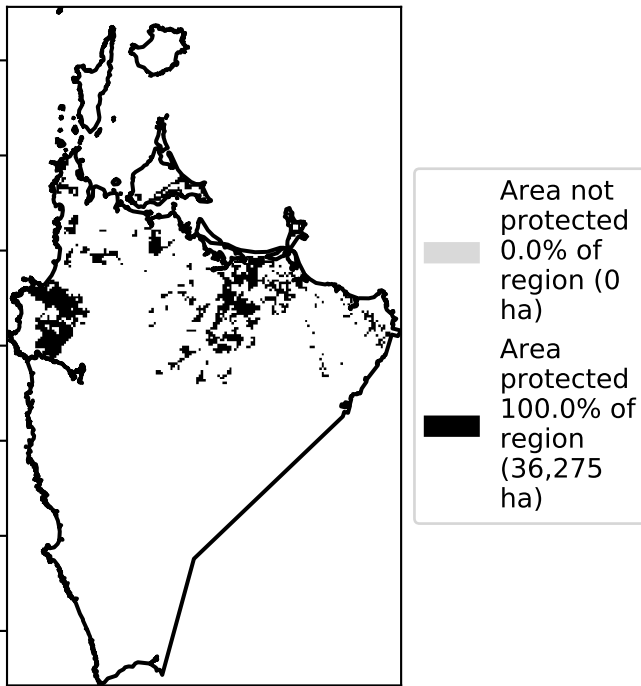 Area not
protected
0.0% of
region (0
ha)
Area
protected
100.0% of
region
(36,275
ha)